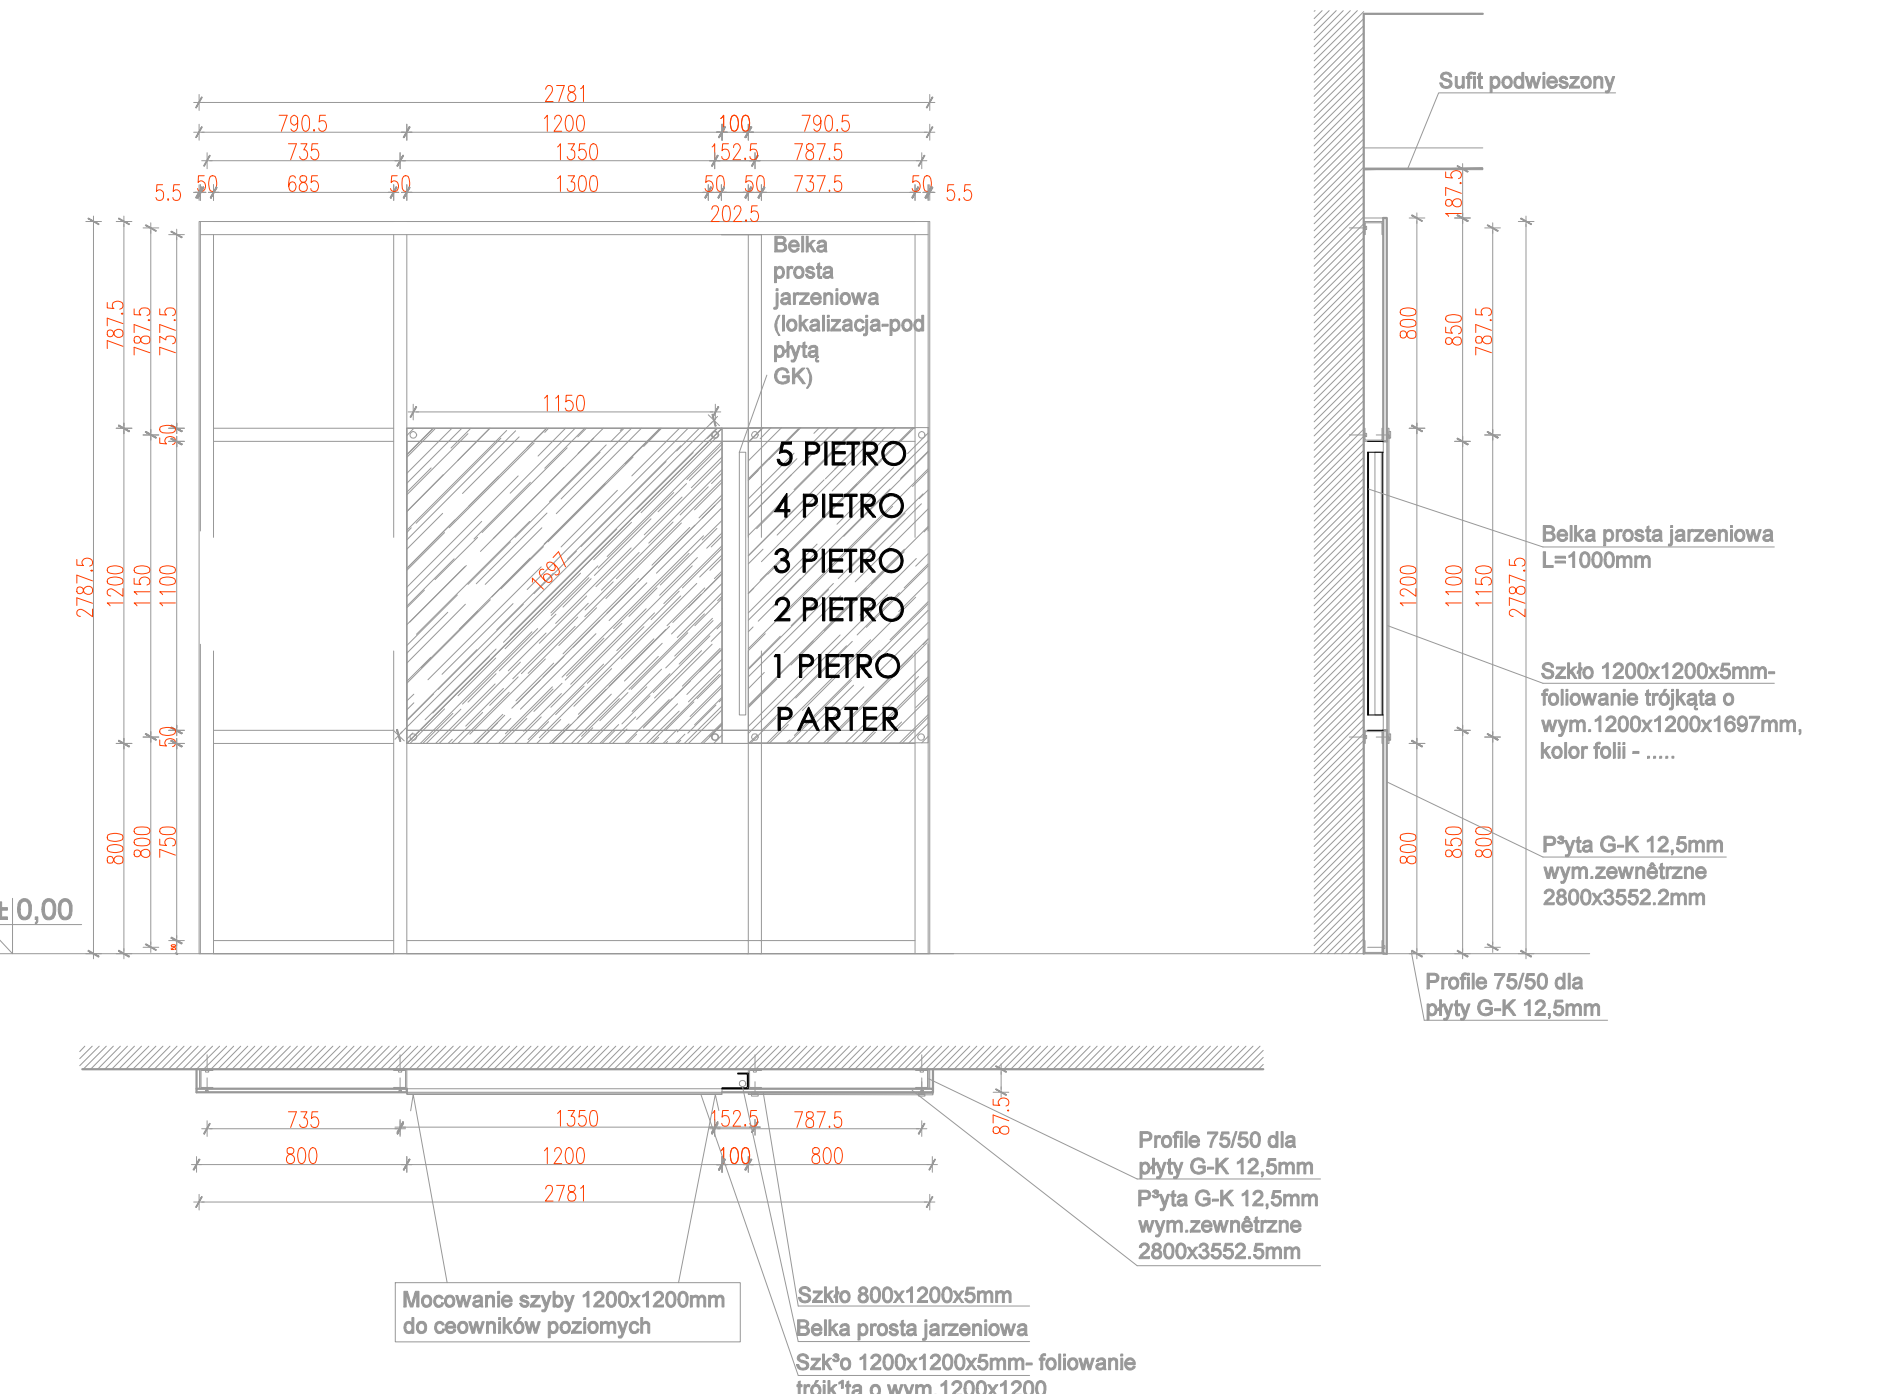 2781
790.5 1200 100 790.5
735 1350 152.5 787.5
5.5 50 685 50 1300 50 50 737.5 50 5.5
202.5
Belka
prosta
jarzeniowa
(lokalizacja-pod
płytą
GK)
787.5 787.5 737.5
1150
50
2787.5 1200 1150 1100
1697
50
800 800 750
50
± 0,00
5 PIETRO
4 PIETRO
3 PIETRO
2 PIETRO
1 PIETRO
PARTER
Sufit podwieszony
187.5
800 850 787.5
1200 1100 1150 2787.5
800 850 800
Belka prosta jarzeniowa
L=1000mm
Szkło 1200x1200x5mm-
foliowanie trójkąta o
wym.1200x1200x1697mm,
kolor folii - .....
P³yta G-K 12,5mm
wym.zewnêtrzne
2800x3552.2mm
Profile 75/50 dla
płyty G-K 12,5mm
735 1350 152.5 787.5
87.5
800 1200 100 800
2781
Profile 75/50 dla
płyty G-K 12,5mm
P³yta G-K 12,5mm
wym.zewnêtrzne
2800x3552.5mm
Mocowanie szyby 1200x1200mm
do ceowników poziomych
Szkło 800x1200x5mm
Belka prosta jarzeniowa
Szk³o 1200x1200x5mm- foliowanie
trójk¹ta o wym.1200x1200